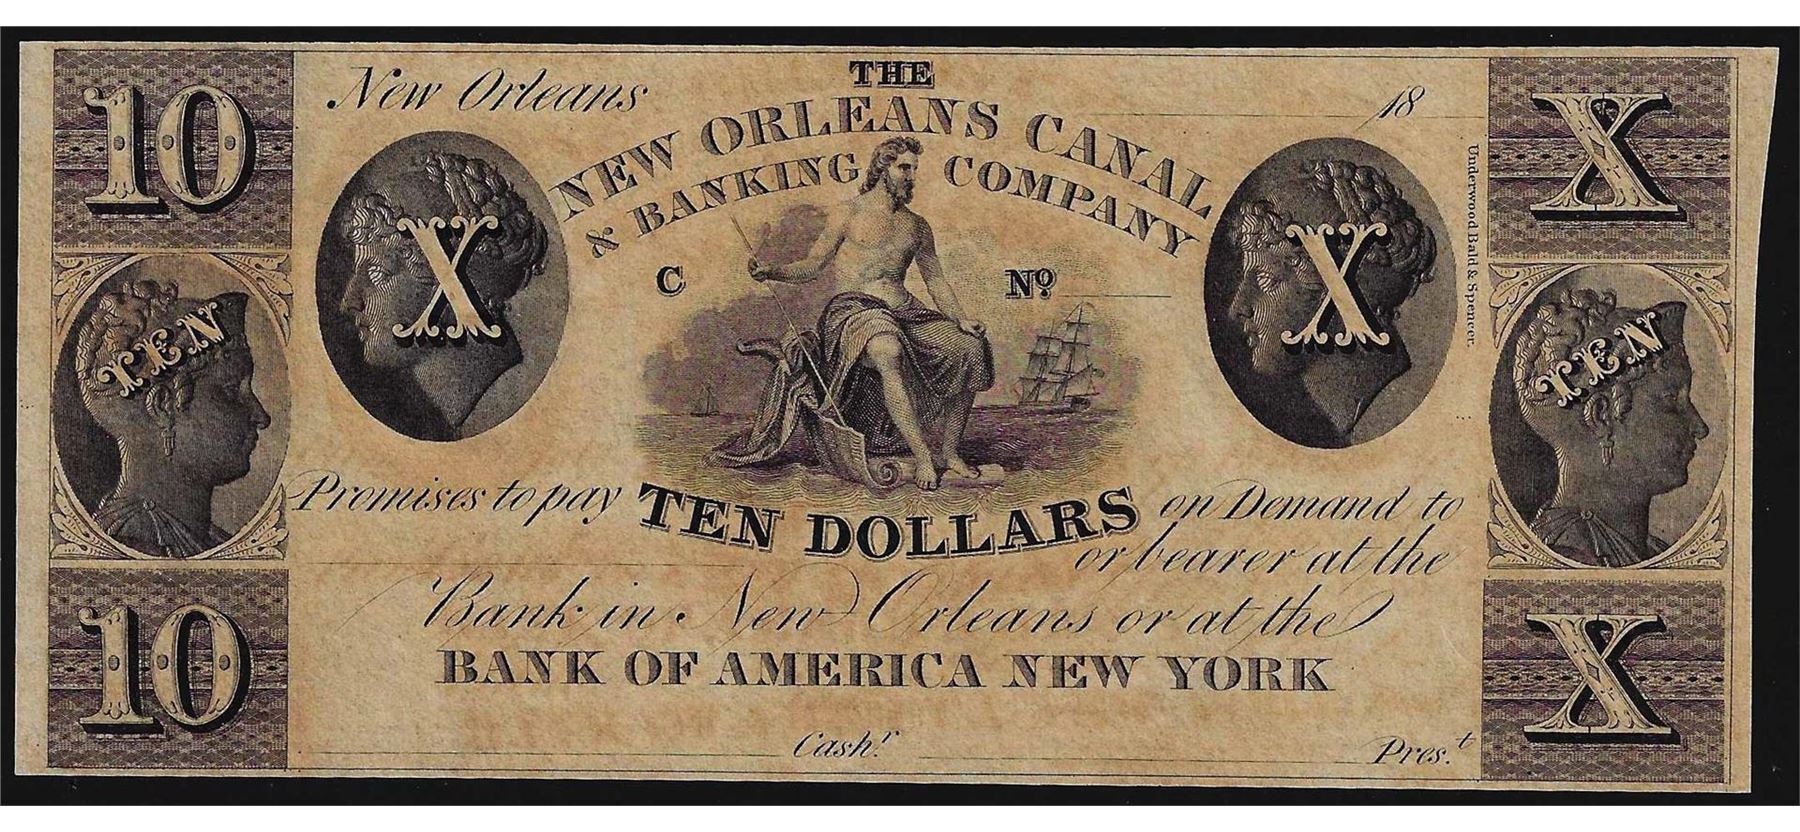 10
New Orleans
THE
18
X
NEW ORLEANS CANAL
& BANKING COMPANY
X
X
C
No
Underwood Bald & Spencer.
TEN
TEN
Promises to pay TEN DOLLARS on Demand to
or bearer at the
Bank in New Orleans or at the
BANK OF AMERICA NEW YORK
10
X
Cashr.
Pres.t